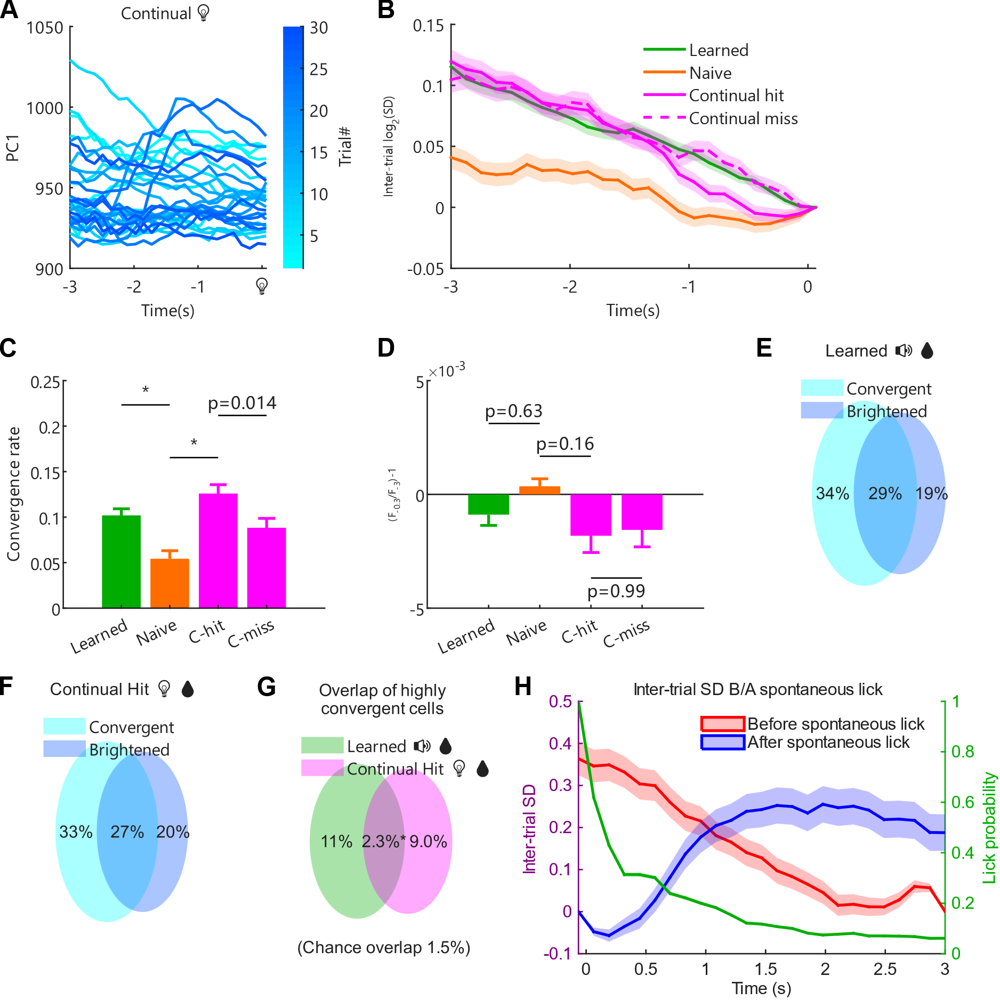 A
Continual
1050
1000
950
900
PC1
-3
-2
-1
Time(s)
30
25
20
15
10
5
Trial#
B
0.15
0.1
0.05
0
-0.05
Inter-trial log2(SD)
Learned
Naive
Continual hit
Continual miss
-3
-2
-1
0
Time(s)
C
0.25
0.2
0.15
0.1
0.05
0
Convergence rate
*
*
p=0.014
Learned
Naive
C-hit
C-miss
D
×10-3
5
0
-5
(F-0.3/F-3)-1
p=0.63
p=0.16
p=0.99
Learned
Naive
C-hit
C-miss
E
Learned
Convergent
Brightened
34% 29% 19%
F
Continual Hit
Convergent
Brightened
33% 27% 20%
G
Overlap of highly
convergent cells
Learned
Continual Hit
11% 2.3%* 9.0%
(Chance overlap 1.5%)
H
Inter-trial SD B/A spontaneous lick
Before spontaneous lick
After spontaneous lick
0.5
0.4
0.3
0.2
0.1
0
-0.1
Inter-trial SD
1
0.8
0.6
0.4
0.2
0
Lick probability
0
0.5
1
1.5
2
2.5
3
Time (s)